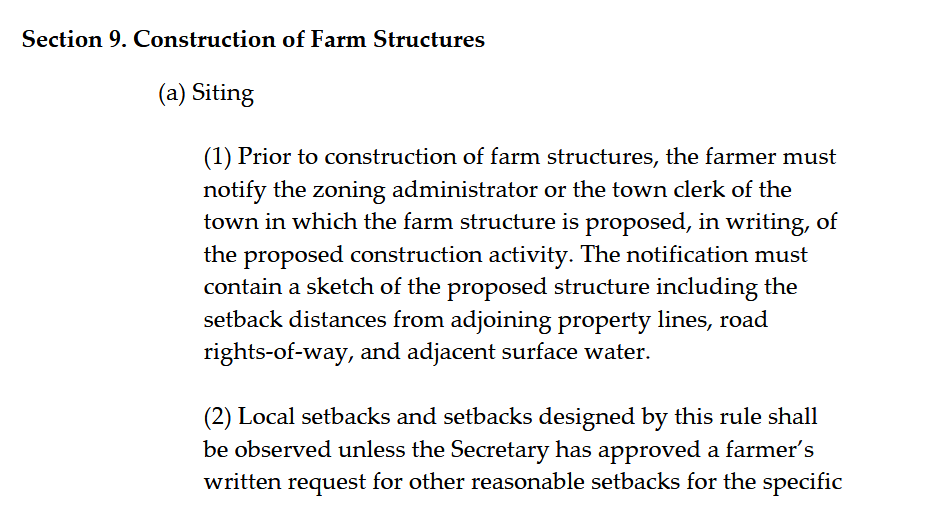 Section 9. Construction of Farm Structures
(a) Siting
(1) Prior to construction of farm structures, the farmer must
notify the zoning administrator or the town clerk of the
town in which the farm structure is proposed, in writing, of
the proposed construction activity. The notification must
contain a sketch of the proposed structure including the
setback distances from adjoining property lines, road
rights-of-way, and adjacent surface water.
(2) Local setbacks and setbacks designed by this rule shall
be observed unless the Secretary has approved a farmer’s
written request for other reasonable setbacks for the specific